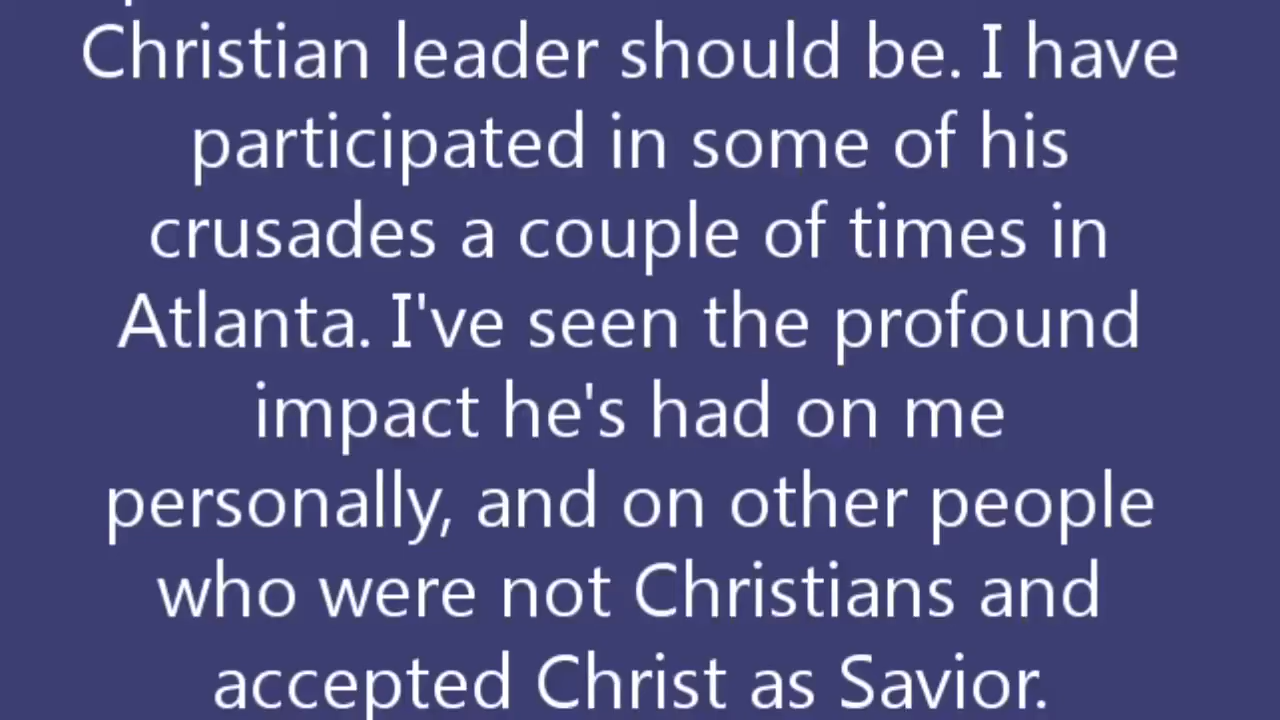 Christian leader should be. I have
participated in some of his
crusades a couple of times in
Atlanta. I've seen the profound
impact he's had on me
personally, and on other people
who were not Christians and
accepted Christ as Savior.